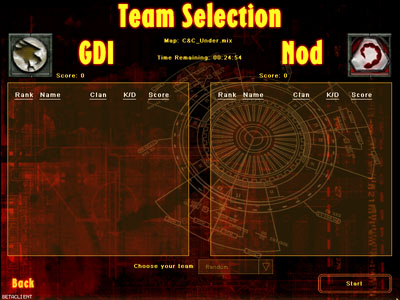 Team Selection
Map: C&C_Under.mix
GDI
Nod
Time Remaining: 00:24:54
Score: 0
Score: 0
Rank Name Clan K/D Score
Rank Name Clan K/D Score
Choose your team
Random
Back
Start
BETACLIENT